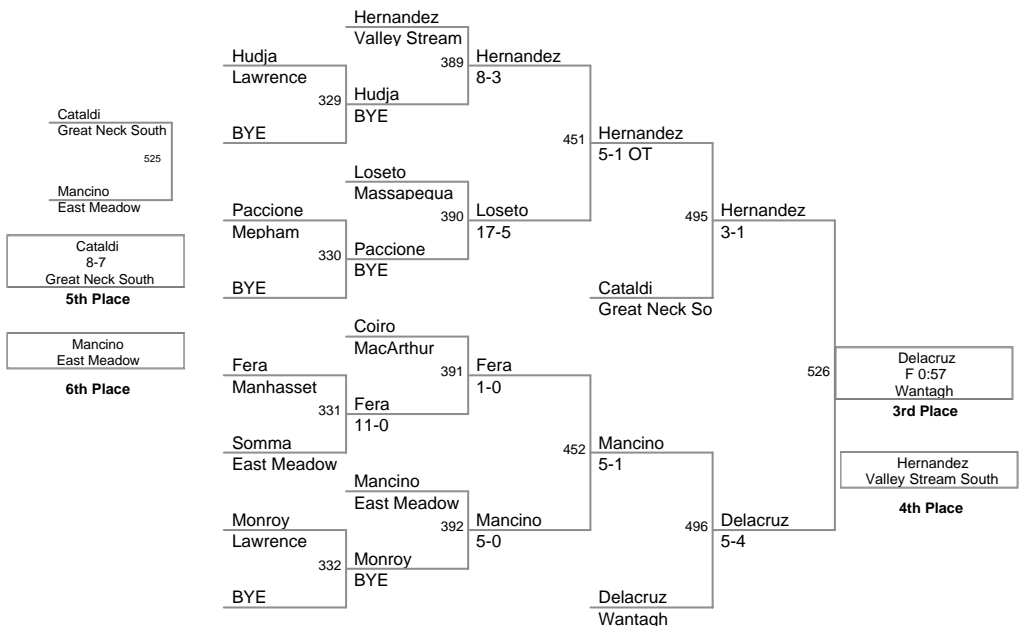 Hernandez
Valley Stream
Hudja
Lawrence
389
Hernandez
8-3
329
Hudja
BYE
BYE
Cataldi
Great Neck South
525
Mancino
East Meadow
451
Hernandez
5-1 OT
Loseto
Massapequa
Paccione
Mepham
390
Loseto
17-5
330
Paccione
BYE
BYE
495
Hernandez
3-1
Cataldi
8-7
Great Neck South
5th Place
Cataldi
Great Neck So
Mancino
East Meadow
6th Place
Coiro
MacArthur
Fera
Manhasset
391
Fera
1-0
331
Fera
11-0
Somma
East Meadow
526
Delacruz
F 0:57
Wantagh
3rd Place
452
Mancino
5-1
Hernandez
Valley Stream South
4th Place
Mancino
East Meadow
Monroy
Lawrence
392
Mancino
5-0
332
Monroy
BYE
BYE
496
Delacruz
5-4
Delacruz
Wantagh